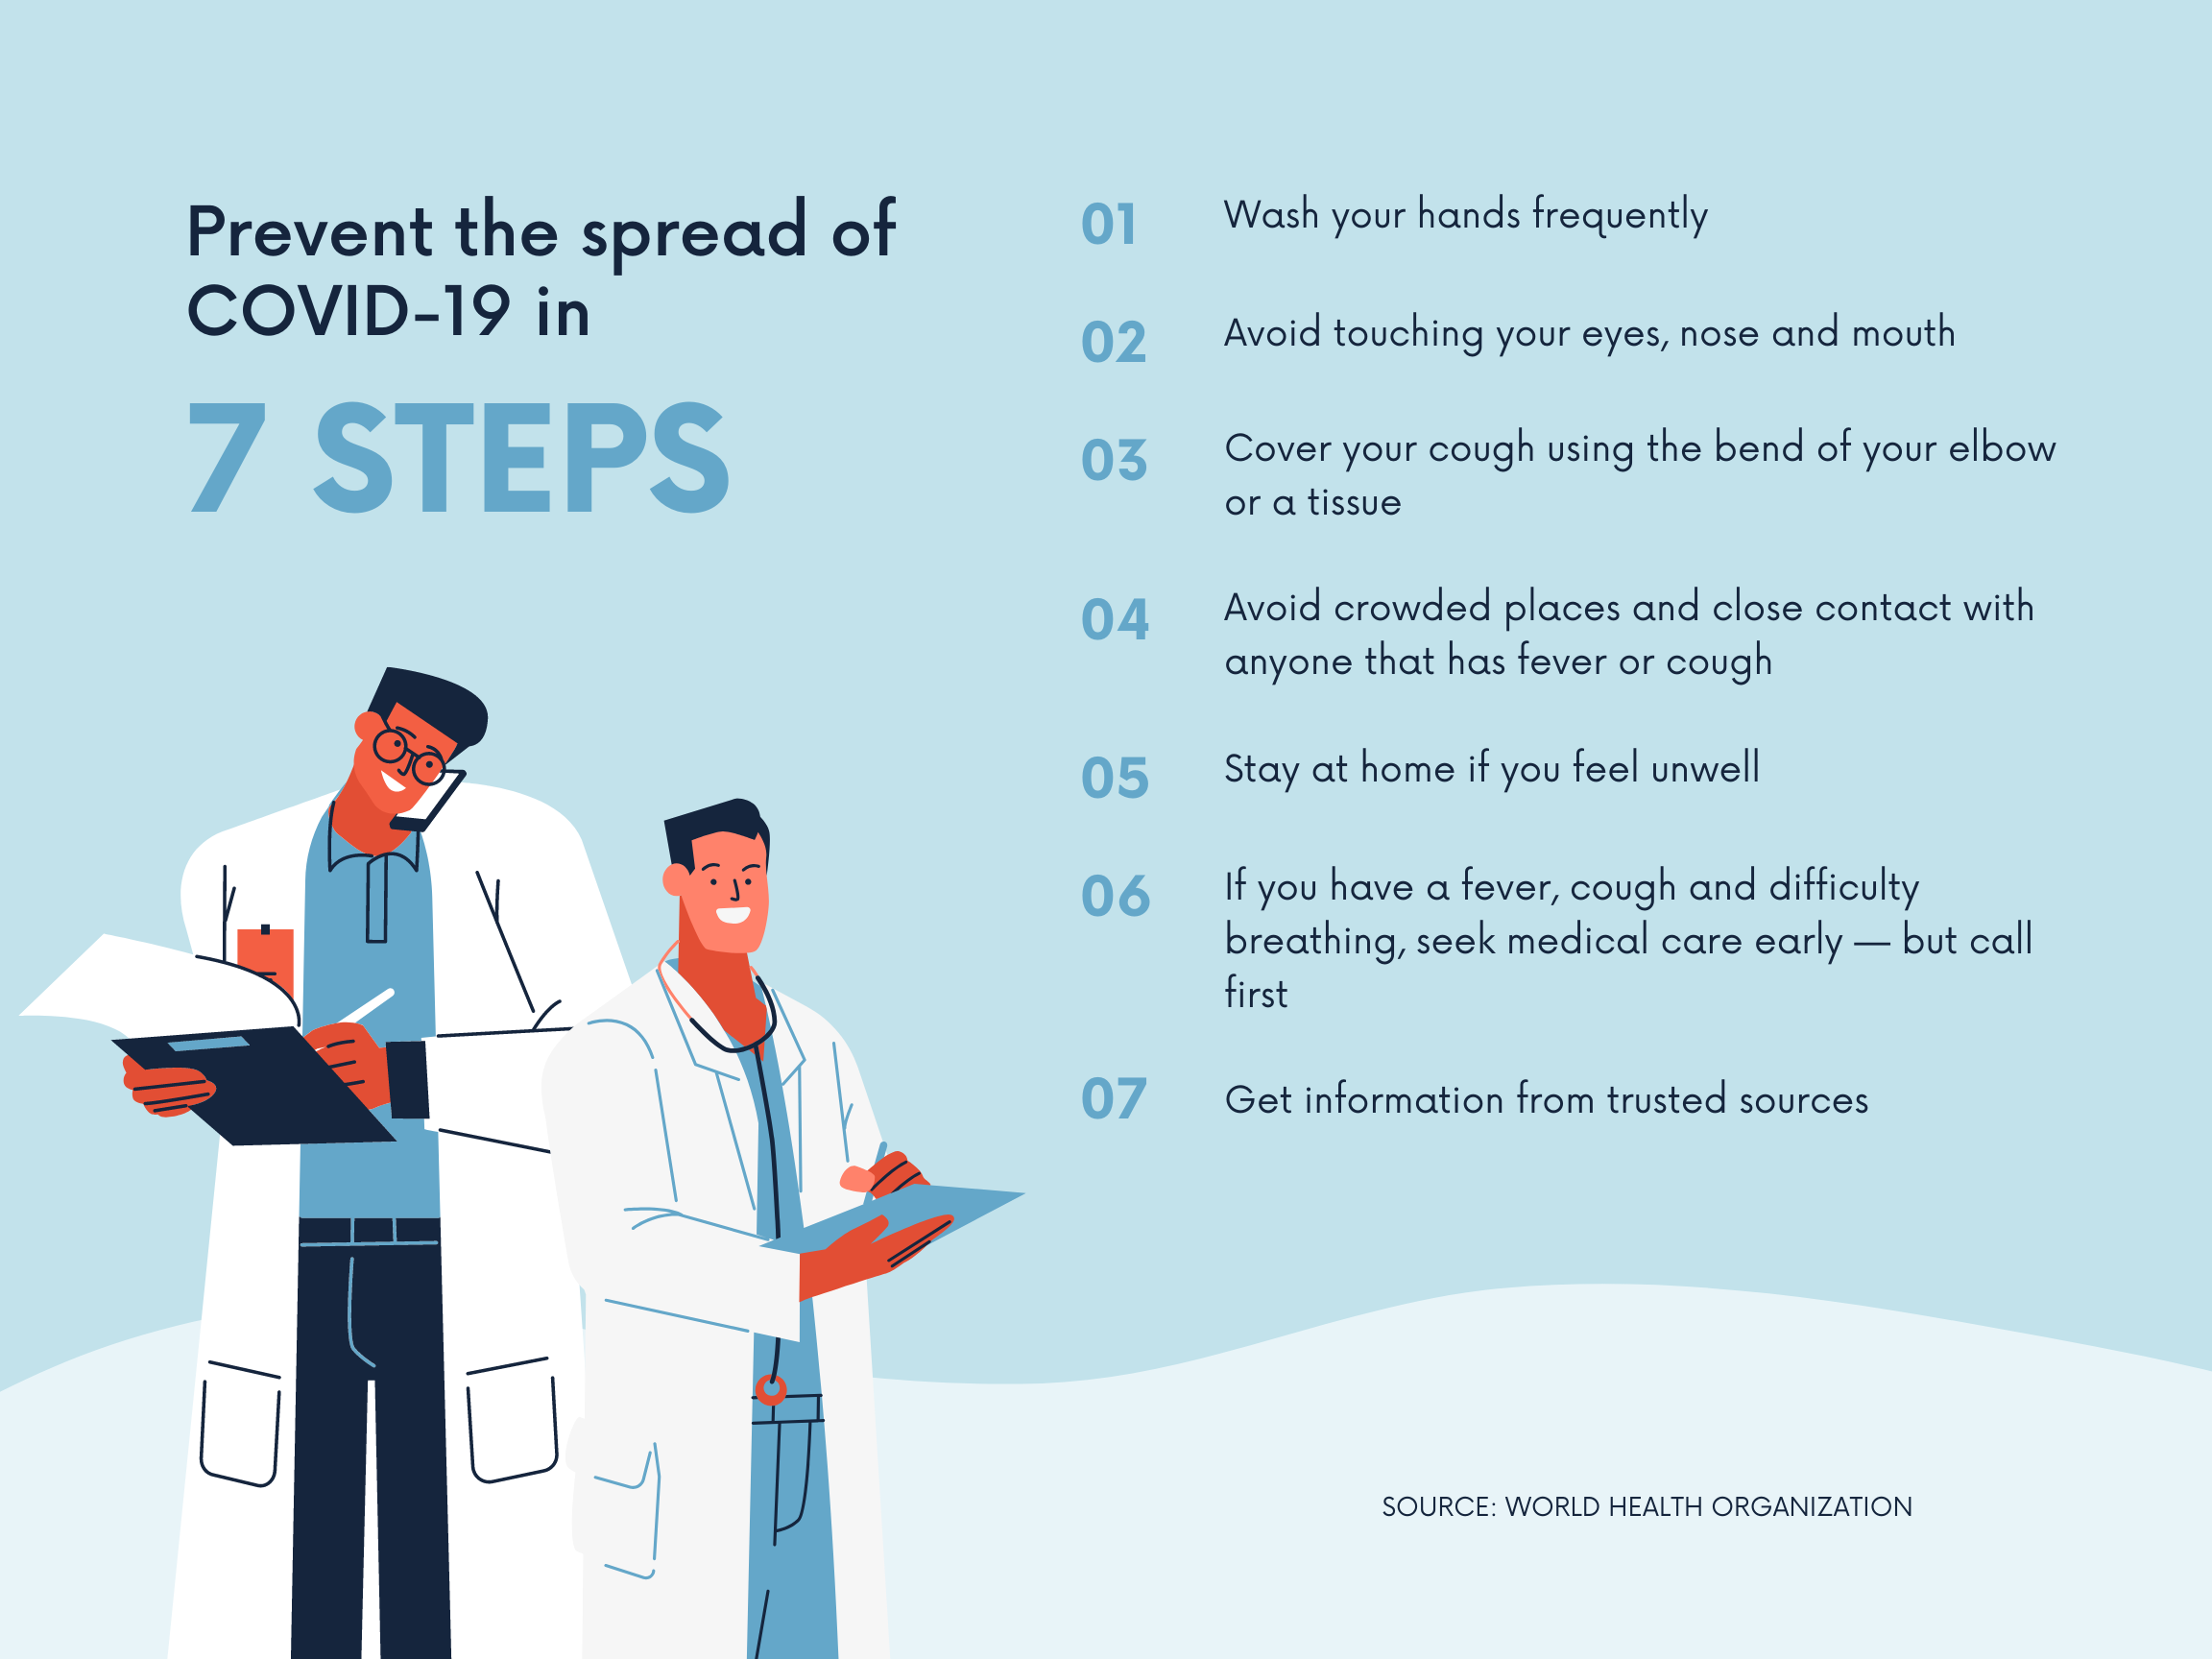 Prevent the spread of
COVID-19 in
7 STEPS
01 Wash your hands frequently
02 Avoid touching your eyes, nose and mouth
03 Cover your cough using the bend of your elbow
or a tissue
04 Avoid crowded places and close contact with
anyone that has fever or cough
05 Stay at home if you feel unwell
06 If you have a fever, cough and difficulty
breathing, seek medical care early — but call
first
07 Get information from trusted sources
SOURCE: WORLD HEALTH ORGANIZATION